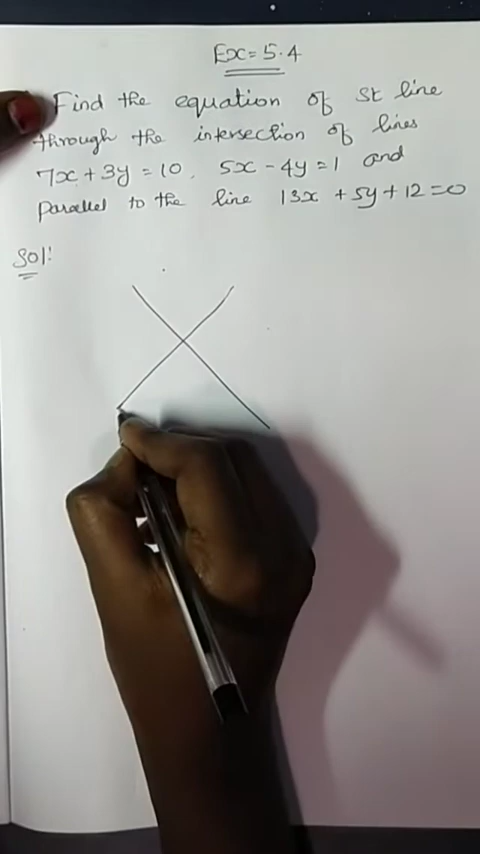 Ex = 5.4
Find the equation of St line
through the intersection of lines
7x + 3y = 10, 5x - 4y = 1 and
Parallel to the line 13x + 5y + 12 = 0
Sol: